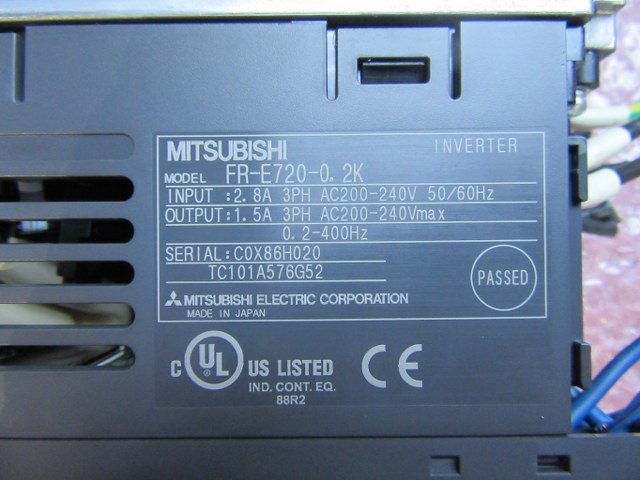 MITSUBISHI INVERTER
MODEL FR-E720-0.2K
INPUT :2.8A 3PH AC200-240V 50/60Hz
OUTPUT:1.5A 3PH AC200-240Vmax
0.2-400Hz
SERIAL:C0X86H020
TC101A576G52
PASSED
MITSUBISHI ELECTRIC CORPORATION
MADE IN JAPAN
C UL US LISTED CE
IND. CONT. EQ.
88R2